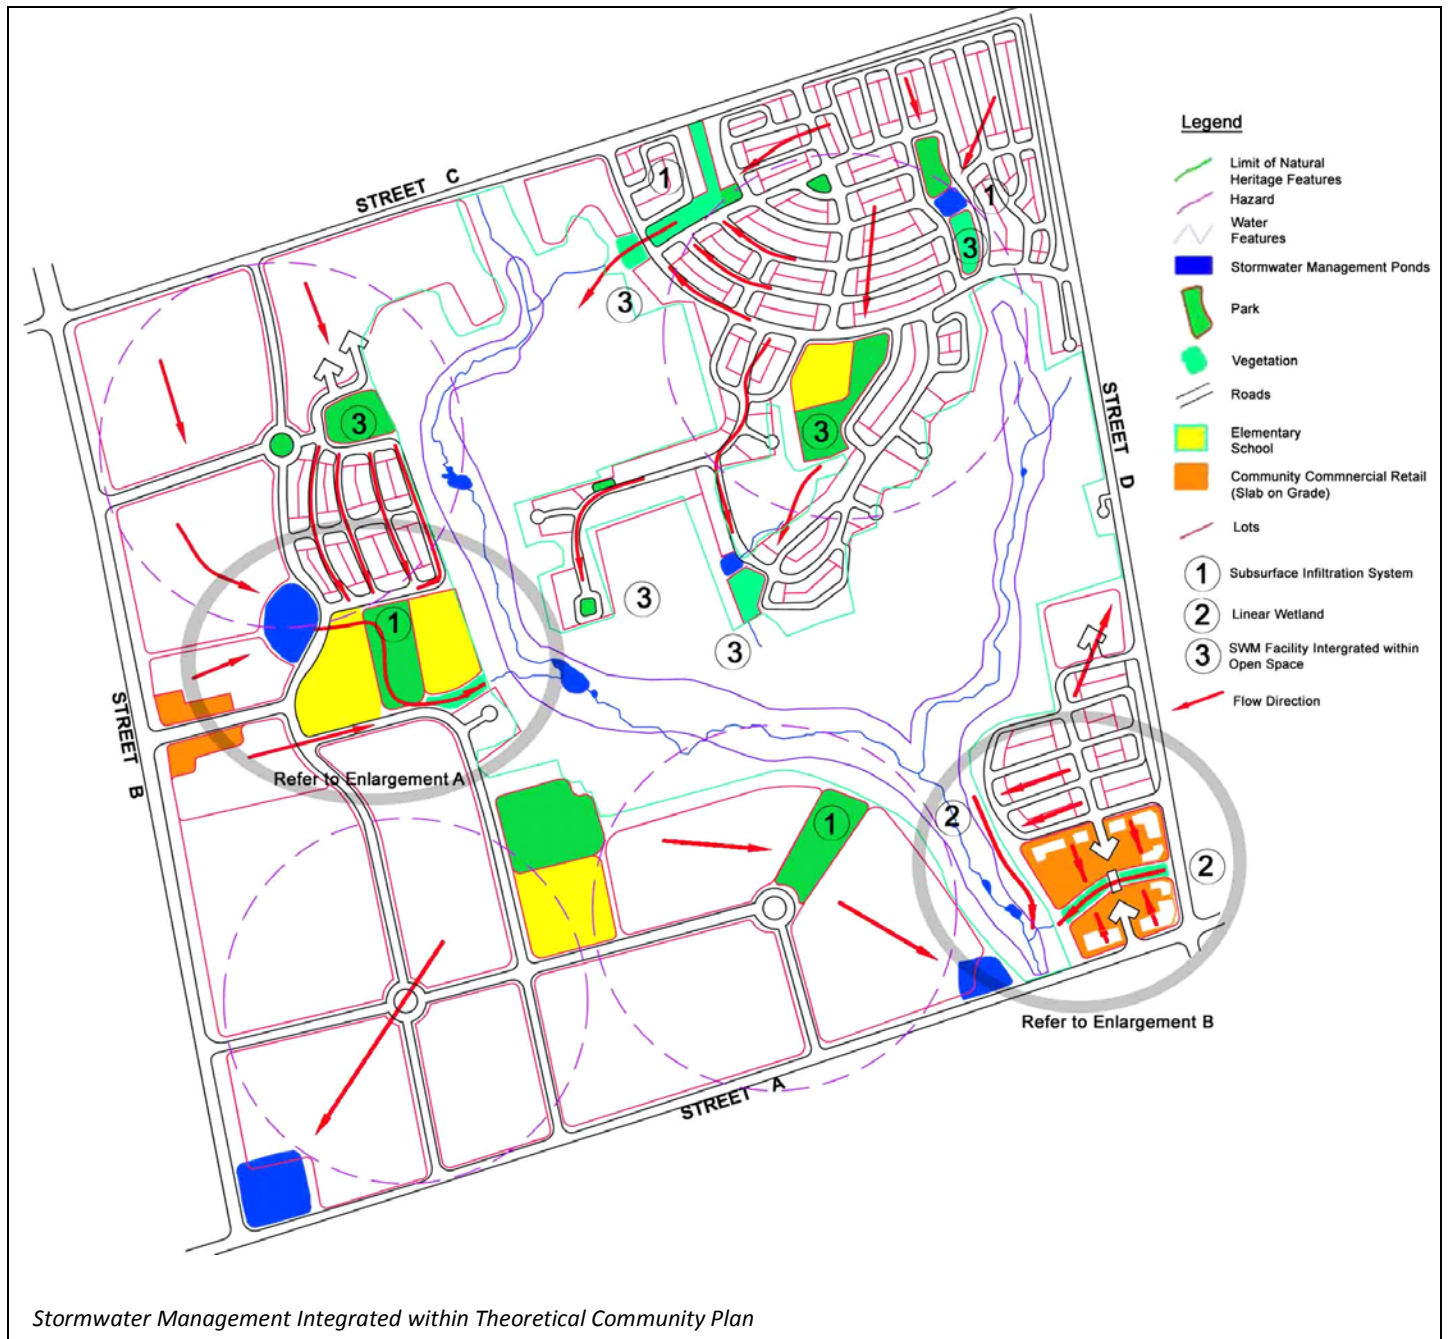 STREET C
1
1
3
3
Legend
Limit of Natural
Heritage Features
Hazard
Water
Features
Stormwater Management Ponds
Park
Vegetation
Roads
Elementary
School
Community Commnercial Retail
(Slab on Grade)
Lots
1 Subsurface Infiltration System
2 Linear Wetland
3 SWM Facility Intergrated within
Open Space
Flow Direction
STREET D
3
3
3
1
3
STREET B
Refer to Enlargement A
1
2
2
Refer to Enlargement B
STREET A
Stormwater Management Integrated within Theoretical Community Plan